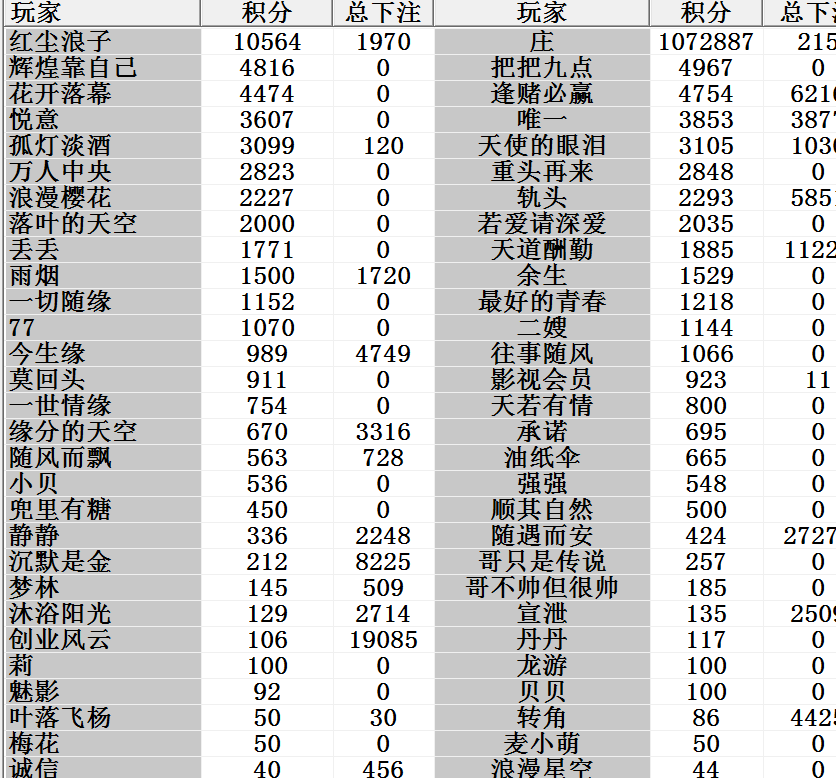 玩家 积分 总下注 玩家 积分 总下
红尘浪子 10564 1970 庄 1072887 215
辉煌靠自己 4816 0 把把九点 4967 0
花开落幕 4474 0 逢赌必赢 4754 6216
悦意 3607 0 唯一 3853 3877
孤灯淡酒 3099 120 天使的眼泪 3105 1030
万人中央 2823 0 重头再来 2848 0
浪漫樱花 2227 0 轨头 2293 5851
落叶的天空 2000 0 若爱请深爱 2035 0
丢丢 1771 0 天道酬勤 1885 1122
雨烟 1500 1720 余生 1529 0
一切随缘 1152 0 最好的青春 1218 0
77 1070 0 二嫂 1144 0
今生缘 989 4749 往事随风 1066 0
莫回头 911 0 影视会员 923 11
一世情缘 754 0 天若有情 800 0
缘分的天空 670 3316 承诺 695 0
随风而飘 563 728 油纸伞 665 0
小贝 536 0 强强 548 0
兜里有糖 450 0 顺其自然 500 0
静静 336 2248 随遇而安 424 2727
沉默是金 212 8225 哥只是传说 257 0
梦林 145 509 哥不帅但很帅 185 0
沐浴阳光 129 2714 宣泄 135 2509
创业风云 106 19085 丹丹 117 0
莉 100 0 龙游 100 0
魅影 92 0 贝贝 100 0
叶落飞杨 50 30 转角 86 4425
梅花 50 0 麦小萌 50 0
诚信 40 456 浪漫星空 44 0